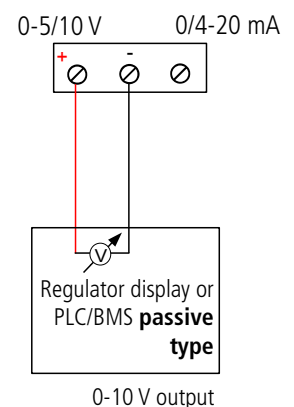 0-5/10 V 0/4-20 mA
+ -
V
Regulator display or
PLC/BMS passive
type
0-10 V output